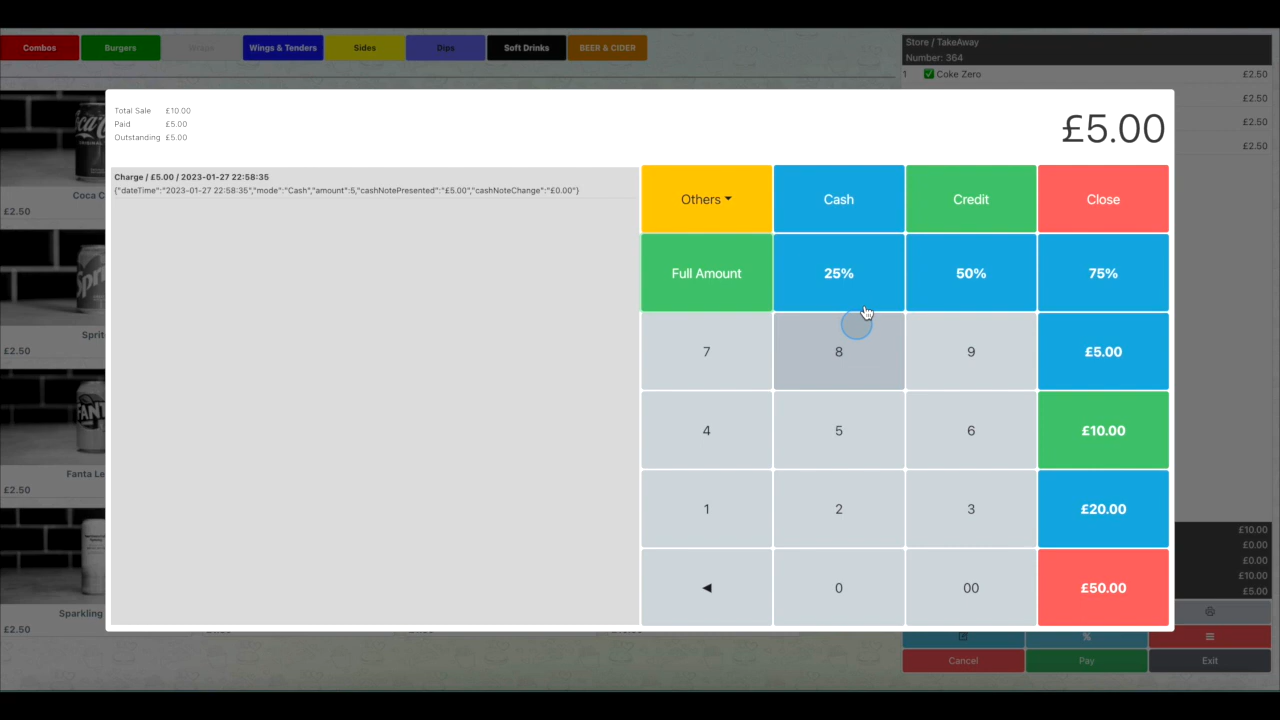 Combos
Burgers
Wraps
Wings & Tenders
Sides
Dips
Soft Drinks
BEER & CIDER
Store / TakeAway
Number: 364
1 ✅ Coke Zero £2.50
£2.50
£2.50
£2.50
Total Sale £10.00
Paid £5.00
Outstanding £5.00
£5.00
Charge / £5.00 / 2023-01-27 22:58:35
{"dateTime":"2023-01-27 22:58:35","mode":"Cash","amount":5,"cashNotePresented":"£5.00","cashNoteChange":"£0.00"}
Others Cash Credit Close
Full Amount 25% 50% 75%
7 8 9 £5.00
4 5 6 £10.00
1 2 3 £20.00
◄ 0 00 £50.00
Coca C
£2.50
Sprit
£2.50
FANT
Fanta Le
£2.50
Sparkling
£2.50
£10.00
£0.00
£0.00
£10.00
£5.00
%
Cancel Pay Exit